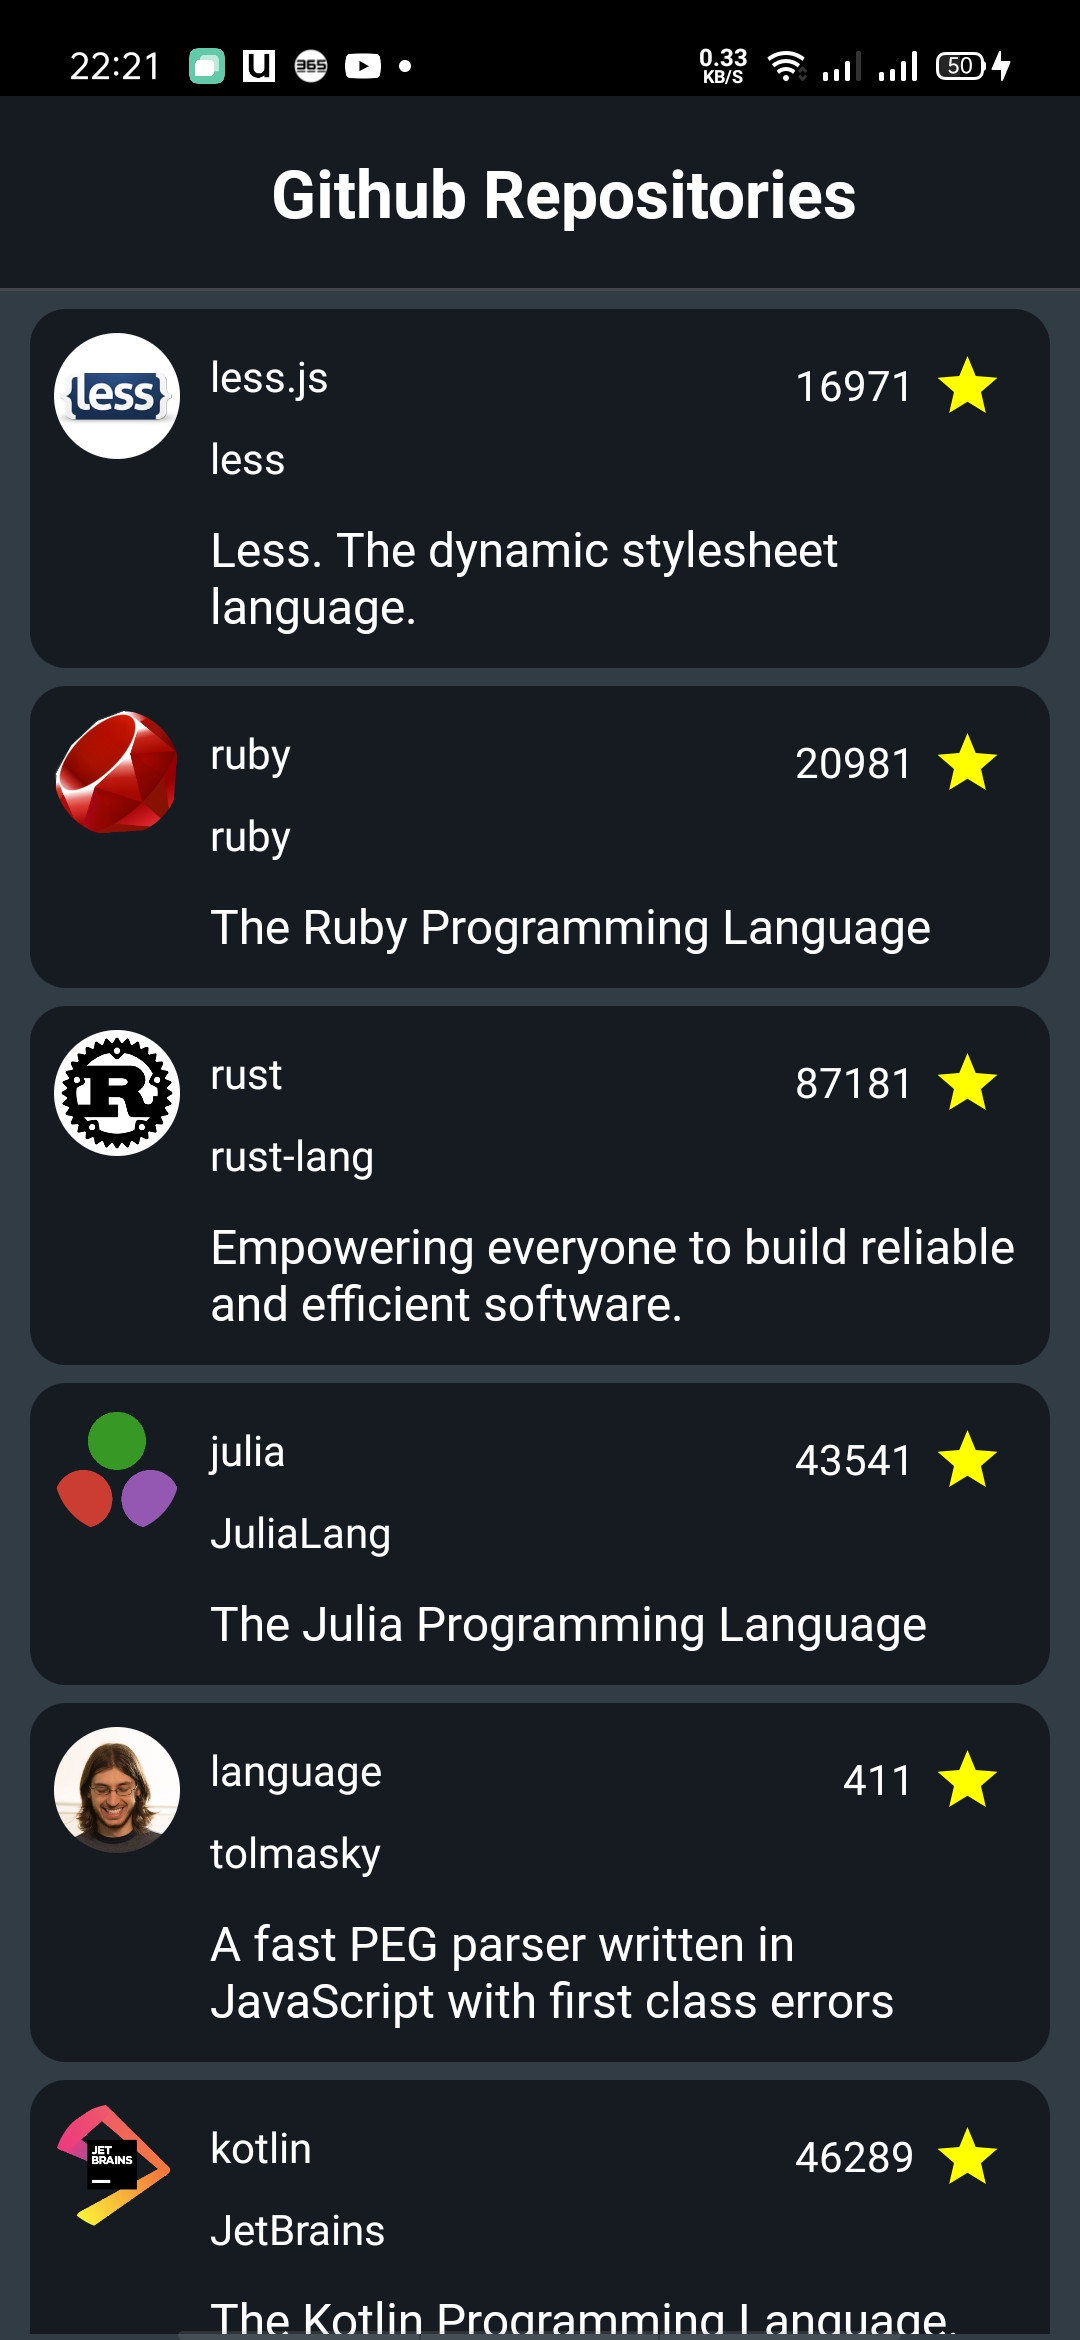 22:21
U
365
0.33
KB/S
50
Github Repositories
{less}
less.js
16971
less
Less. The dynamic stylesheet
language.
ruby
20981
ruby
The Ruby Programming Language
R
rust
87181
rust-lang
Empowering everyone to build reliable
and efficient software.
julia
43541
JuliaLang
The Julia Programming Language
language
411
tolmasky
A fast PEG parser written in
JavaScript with first class errors
JET
BRAINS
kotlin
46289
JetBrains
The Kotlin Programming Language.